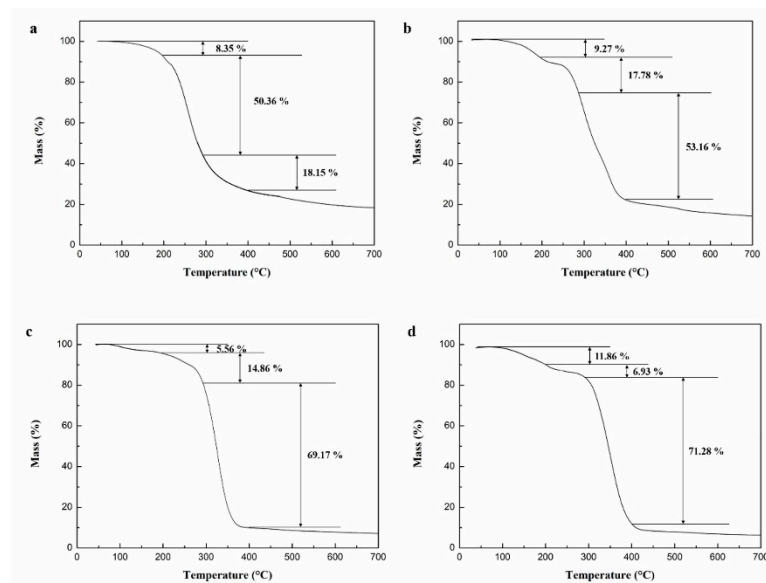 a
100
80
60
40
20
0
Mass (%)
8.35 %
50.36 %
18.15 %
0 100 200 300 400 500 600 700
Temperature (°C)
b
100
80
60
40
20
0
Mass (%)
9.27 %
17.78 %
53.16 %
0 100 200 300 400 500 600 700
Temperature (°C)
c
100
80
60
40
20
0
Mass (%)
5.56 %
14.86 %
69.17 %
0 100 200 300 400 500 600 700
Temperature (°C)
d
100
80
60
40
20
0
Mass (%)
11.86 %
6.93 %
71.28 %
0 100 200 300 400 500 600 700
Temperature (°C)